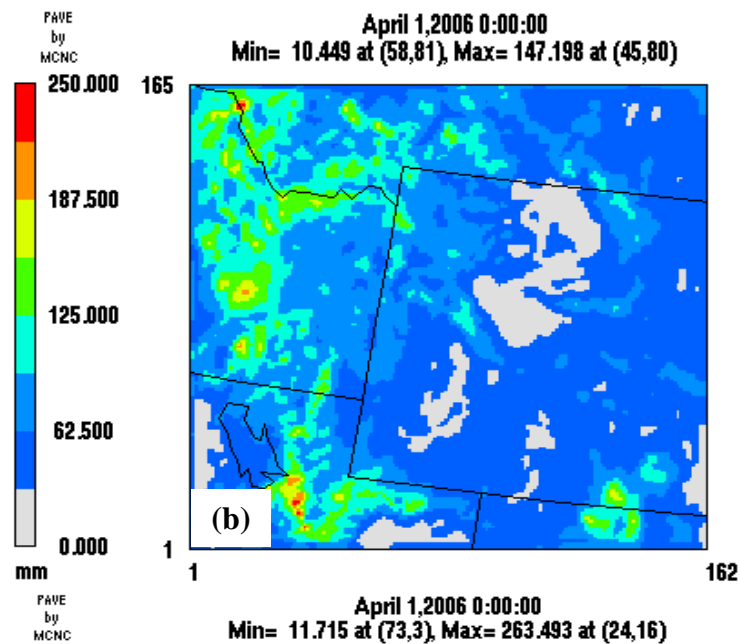 PAVE
by
MCNC
April 1,2006 0:00:00
Min= 10.449 at (58,81), Max= 147.198 at (45,80)
250.000
187.500
125.000
62.500
0.000
mm
165
1
1
162
(b)
PAVE
by
MCNC
April 1,2006 0:00:00
Min= 11.715 at (73,3), Max= 263.493 at (24,16)